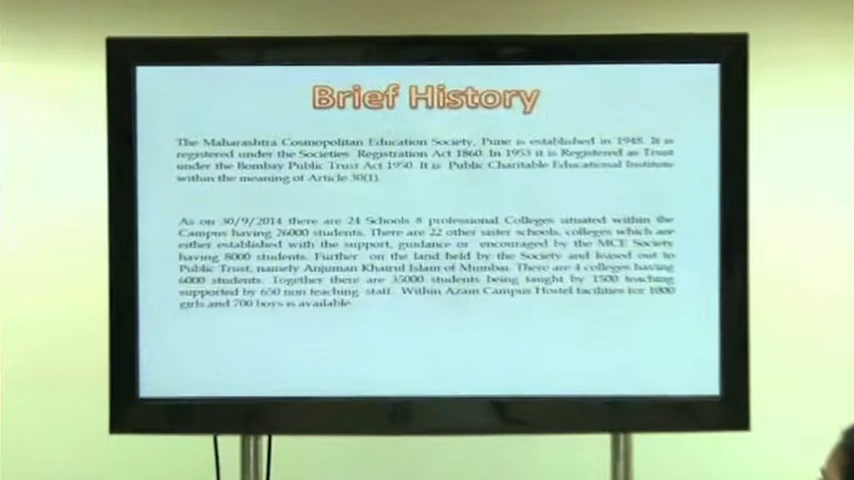 Brief History
The Maharashtra Cosmopolitan Education Society, Pune is established in 1948. It is
registered under the Societies Registration Act 1860. In 1953 it is Registered as Trust
under the Bombay Public Trust Act 1950. It is Public Charitable Educational Institute
within the meaning of Article 30(1).
As on 30/9/2014 there are 24 Schools 8 professional Colleges situated within the
Campus having 26000 students. There are 22 other sister schools, colleges which are
either established with the support, guidance or encouraged by the MCE Society
having 8000 students. Further on the land held by the Society and leased out to
Public Trust, namely Anjuman Khairul Islam of Mumbai. There are 4 colleges having
6000 students. Together there are 35000 students being taught by 1500 teaching
supported by 650 non teaching staff. Within Azam Campus Hostel facilities for 1000
girls and 700 boys is available.